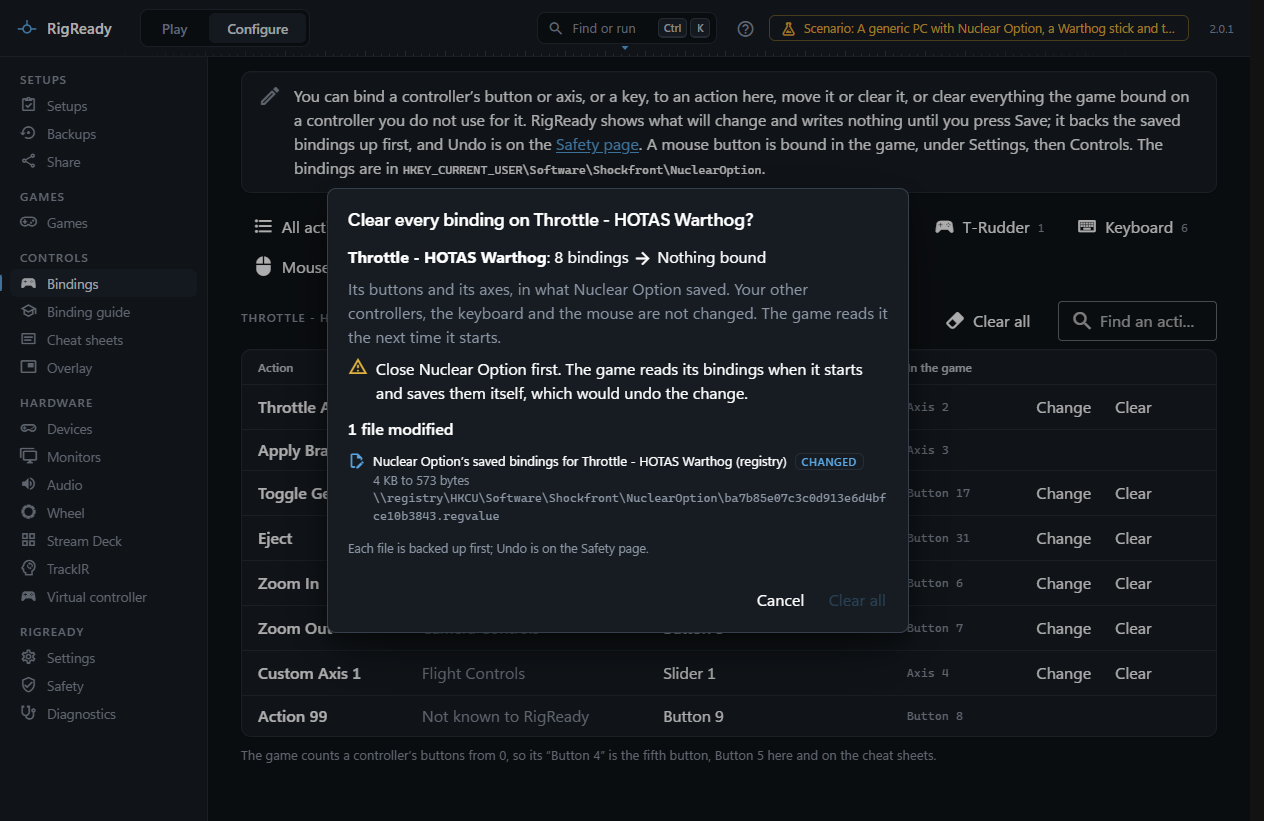 RigReady
Play
Configure
Find or run
Ctrl
K
Scenario: A generic PC with Nuclear Option, a Warthog stick and t...
2.0.1
SETUPS
Setups
Backups
Share
GAMES
Games
CONTROLS
Bindings
Binding guide
Cheat sheets
Overlay
HARDWARE
Devices
Monitors
Audio
Wheel
Stream Deck
TrackIR
Virtual controller
RIGREADY
Settings
Safety
Diagnostics
You can bind a controller's button or axis, or a key, to an action here, move it or clear it, or clear everything the game bound on
a controller you do not use for it. RigReady shows what will change and writes nothing until you press Save; it backs the saved
bindings up first, and Undo is on the Safety page. A mouse button is bound in the game, under Settings, then Controls. The
bindings are in HKEY_CURRENT_USER\Software\Shockfront\NuclearOption.
All act
T-Rudder 1
Keyboard 6
Mouse
THROTTLE - H
Clear all
Find an acti...
Action
In the game
Throttle A
Axis 2
Change
Clear
Apply Bra
Axis 3
Toggle Ge
Button 17
Change
Clear
Eject
Button 31
Change
Clear
Zoom In
Button 6
Change
Clear
Zoom Out
Button 7
Change
Clear
Custom Axis 1
Flight Controls
Slider 1
Axis 4
Change
Clear
Action 99
Not known to RigReady
Button 9
Button 8
The game counts a controller's buttons from 0, so its "Button 4" is the fifth button, Button 5 here and on the cheat sheets.
Clear every binding on Throttle - HOTAS Warthog?
Throttle - HOTAS Warthog: 8 bindings → Nothing bound
Its buttons and its axes, in what Nuclear Option saved. Your other
controllers, the keyboard and the mouse are not changed. The game reads it
the next time it starts.
Close Nuclear Option first. The game reads its bindings when it starts
and saves them itself, which would undo the change.
1 file modified
Nuclear Option's saved bindings for Throttle - HOTAS Warthog (registry) CHANGED
4 KB to 573 bytes
\\registry\HKCU\Software\Shockfront\NuclearOption\ba7b85e07c3c0d913e6d4bf
ce10b3843.regvalue
Each file is backed up first; Undo is on the Safety page.
Cancel
Clear all